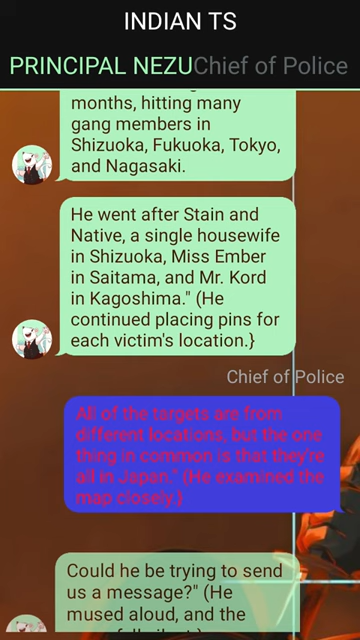 INDIAN TS
PRINCIPAL NEZU Chief of Police
months, hitting many
gang members in
Shizuoka, Fukuoka, Tokyo,
and Nagasaki.
He went after Stain and
Native, a single housewife
in Shizuoka, Miss Ember
in Saitama, and Mr. Kord
in Kagoshima." (He
continued placing pins for
each victim's location.}
Chief of Police
All of the targets are from
different locations, but the one
thing in common is that they're
all in Japan." (He examined the
map closely.}
Could he be trying to send
us a message?" (He
mused aloud, and the